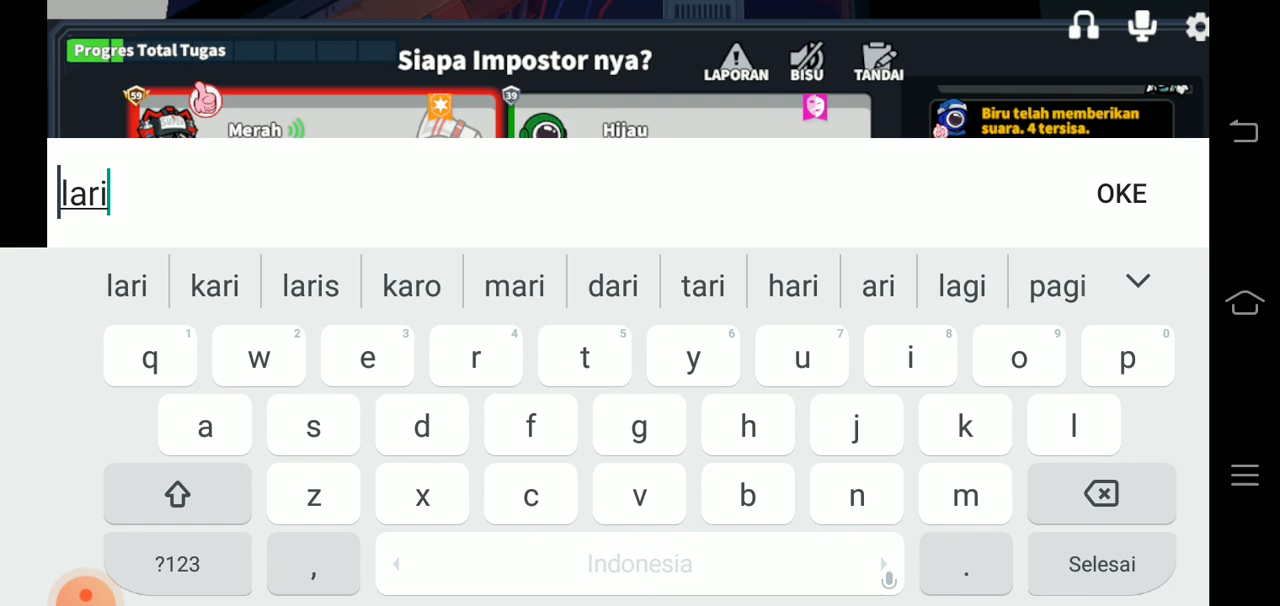 Progres Total Tugas
Siapa Impostor nya?
LAPORAN
BISU
TANDAI
59
SUPER
Merah
39
Hijau
Biru telah memberikan
suara. 4 tersisa.
lari
OKE
lari kari laris karo mari dari tari hari ari lagi pagi
1 2 3 4 5 6 7 8 9 0
q w e r t y u i o p
a s d f g h j k l
z x c v b n m
?123 , Indonesia . Selesai